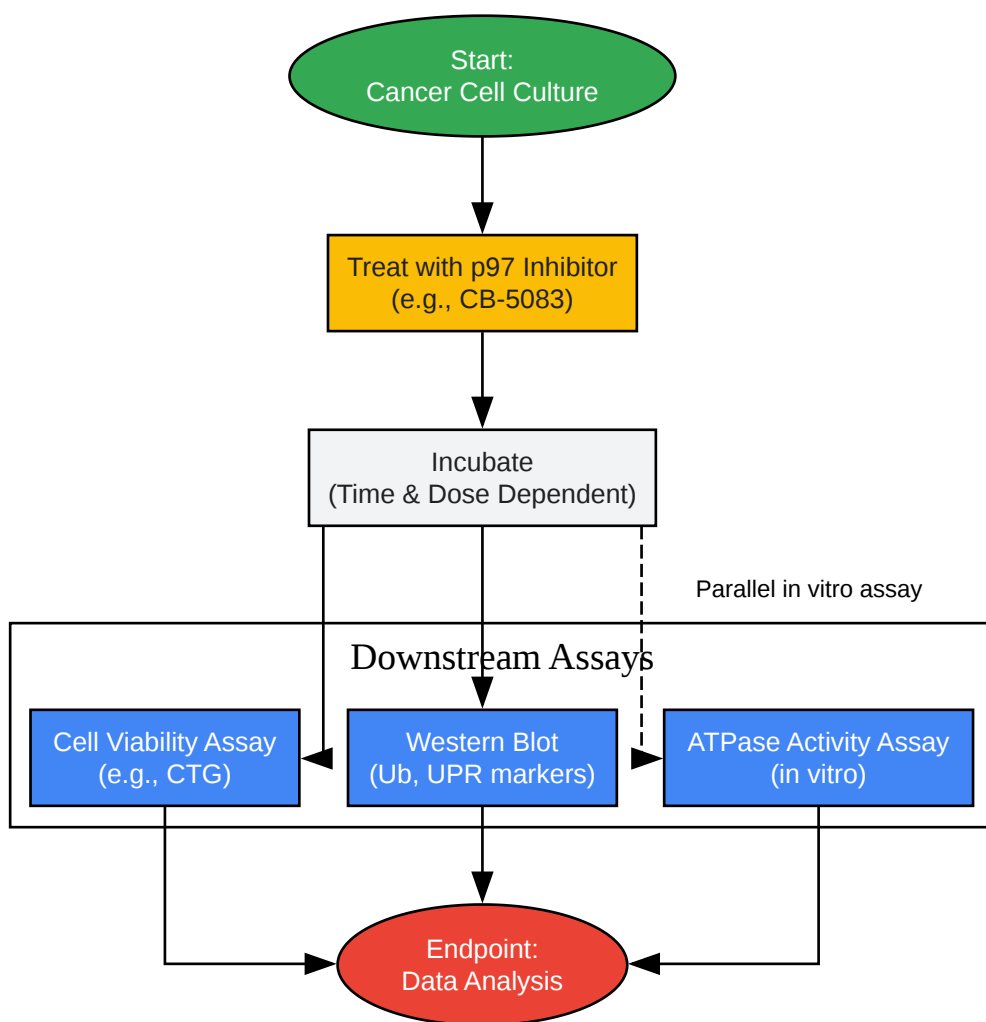 Start:
Cancer Cell Culture
Treat with p97 Inhibitor
(e.g., CB-5083)
Incubate
(Time & Dose Dependent)
Parallel in vitro assay
Downstream Assays
Cell Viability Assay
(e.g., CTG)
Western Blot
(Ub, UPR markers)
ATPase Activity Assay
(in vitro)
Endpoint:
Data Analysis